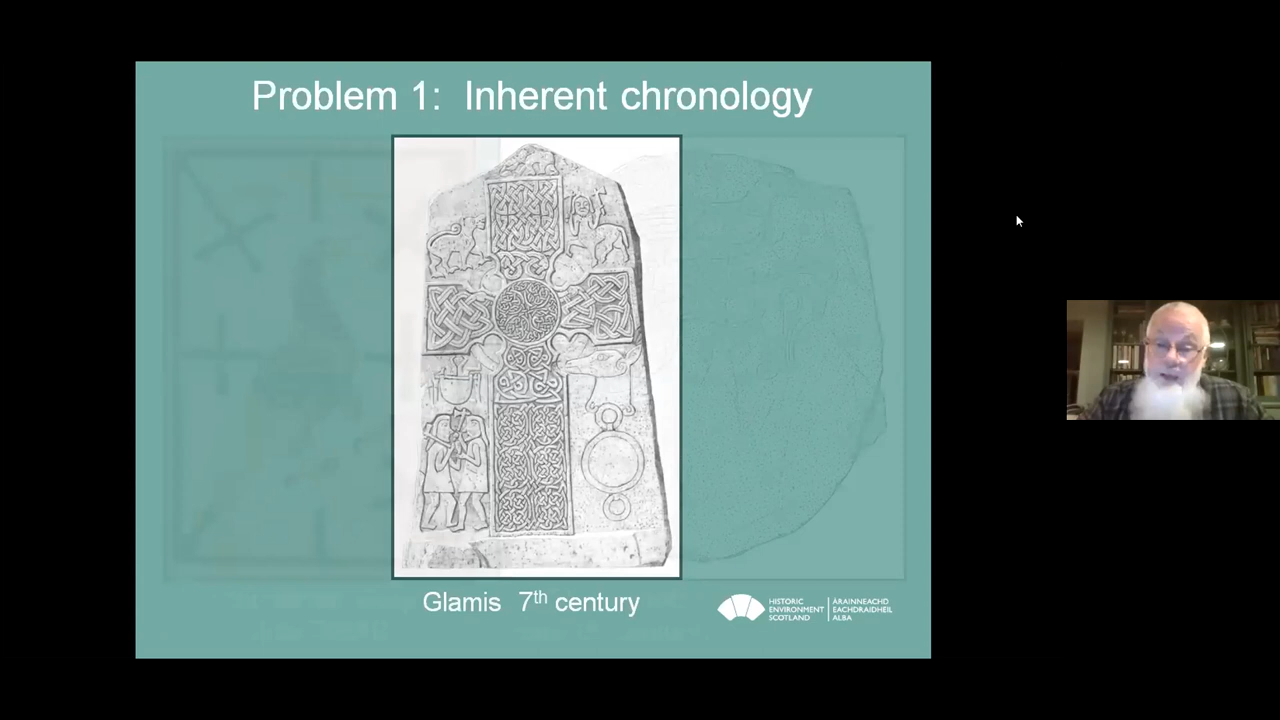 Problem 1: Inherent chronology
Glamis 7th century
HISTORIC
ENVIRONMENT
SCOTLAND
ÀRAINNEACHD
EACHDRAIDHEIL
ALBA